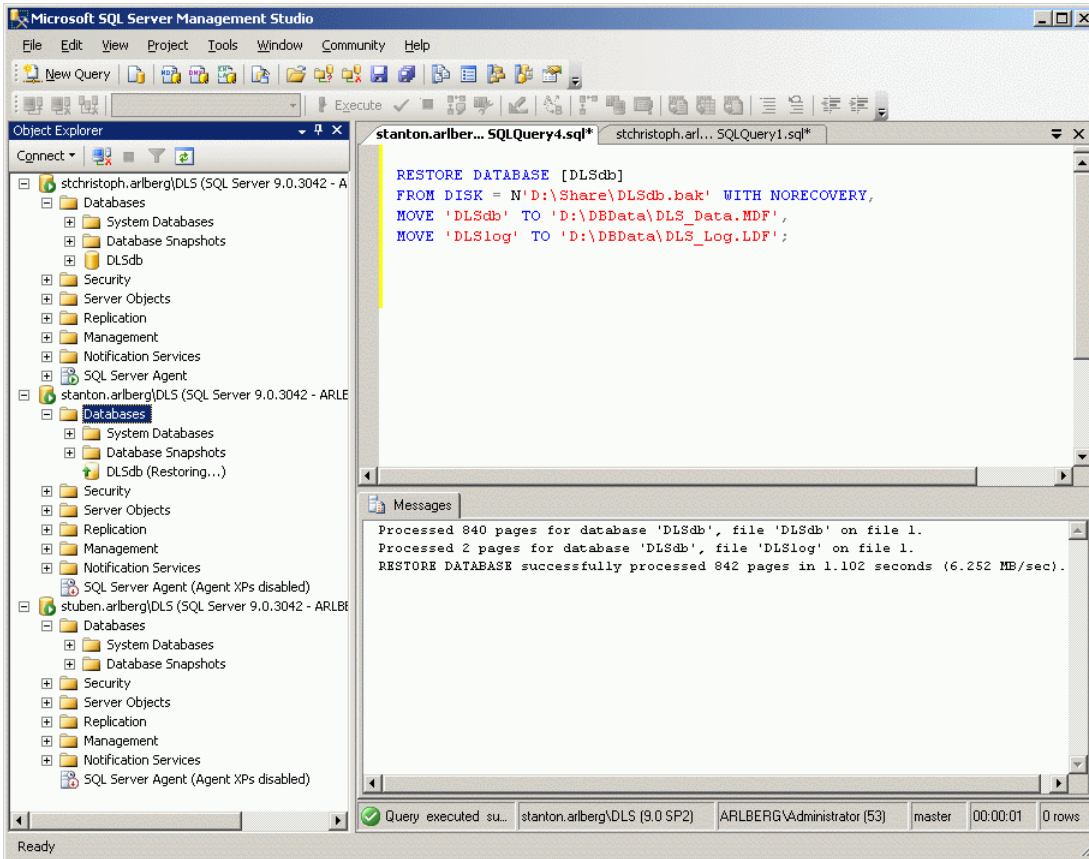 Microsoft SQL Server Management Studio
File Edit View Project Tools Window Community Help
New Query
Execute
Object Explorer
Connect
stchristoph.arlberg\DLS (SQL Server 9.0.3042 - A
Databases
System Databases
Database Snapshots
DLSdb
Security
Server Objects
Replication
Management
Notification Services
SQL Server Agent
stanton.arlberg\DLS (SQL Server 9.0.3042 - ARLB
Databases
System Databases
Database Snapshots
DLSdb (Restoring...)
Security
Server Objects
Replication
Management
Notification Services
SQL Server Agent (Agent XPs disabled)
stuben.arlberg\DLS (SQL Server 9.0.3042 - ARLBE
Databases
System Databases
Database Snapshots
Security
Server Objects
Replication
Management
Notification Services
SQL Server Agent (Agent XPs disabled)
stanton.arlber... SQLQuery4.sql* stchristoph.arl... SQLQuery1.sql*
RESTORE DATABASE [DLSdb]
FROM DISK = N'D:\Share\DLSdb.bak' WITH NORECOVERY,
MOVE 'DLSdb' TO 'D:\DBData\DLS_Data.MDF',
MOVE 'DLSlog' TO 'D:\DBData\DLS_Log.LDF';
Messages
Processed 840 pages for database 'DLSdb', file 'DLSdb' on file 1.
Processed 2 pages for database 'DLSdb', file 'DLSlog' on file 1.
RESTORE DATABASE successfully processed 842 pages in 1.102 seconds (6.252 MB/sec).
Query executed su... stanton.arlberg\DLS (9.0 SP2) ARLBERG\Administrator (53) master 00:00:01 0 rows
Ready